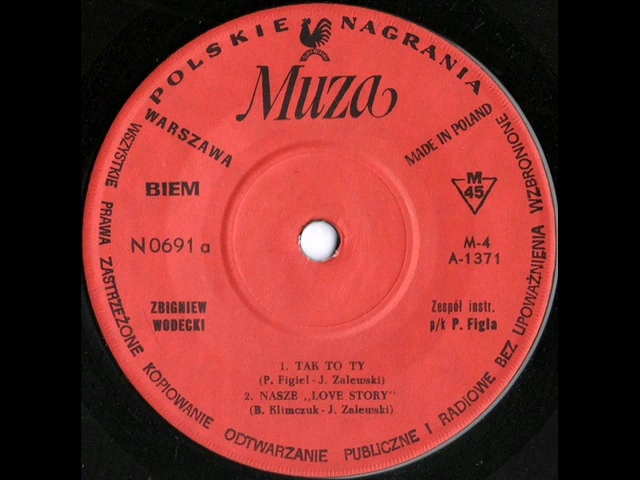 POLSKIE NAGRANIA
Muza
WARSZAWA
MADE IN POLAND
BIEM
M
45
N0691 a
M-4
A-1371
ZBIGNIEW
WODECKI
Zespół instr.
p/k P. Figla
1. TAK TO TY
(P. Figiel - J. Zalewski)
2. NASZE „LOVE STORY"
(B. Klimczuk - J. Zalewski)
WSZYSTKIE PRAWA ZASTRZEŻONE KOPIOWANIE ODTWARZANIE PUBLICZNE I RADIOWE BEZ UPOWAŻNIENIA WZBRONIONE